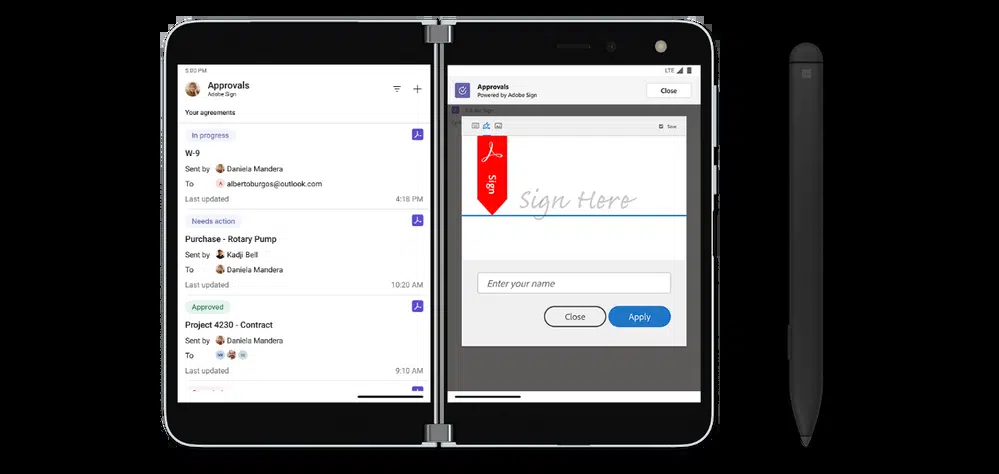 5:00 PM
Approvals
Adobe Sign
Your agreements
In progress
W-9
Sent by Daniela Mandera
To A albertoburgos@outlook.com
Last updated 4:18 PM
Needs action
Purchase - Rotary Pump
Sent by Kadji Bell
To Daniela Mandera
Last updated 10:20 AM
Approved
Project 4230 - Contract
Sent by Daniela Mandera
To
Last updated 9:10 AM
LTE
Approvals
Powered by Adobe Sign
Close
Sign
Sign Here
Enter your name
Close
Apply